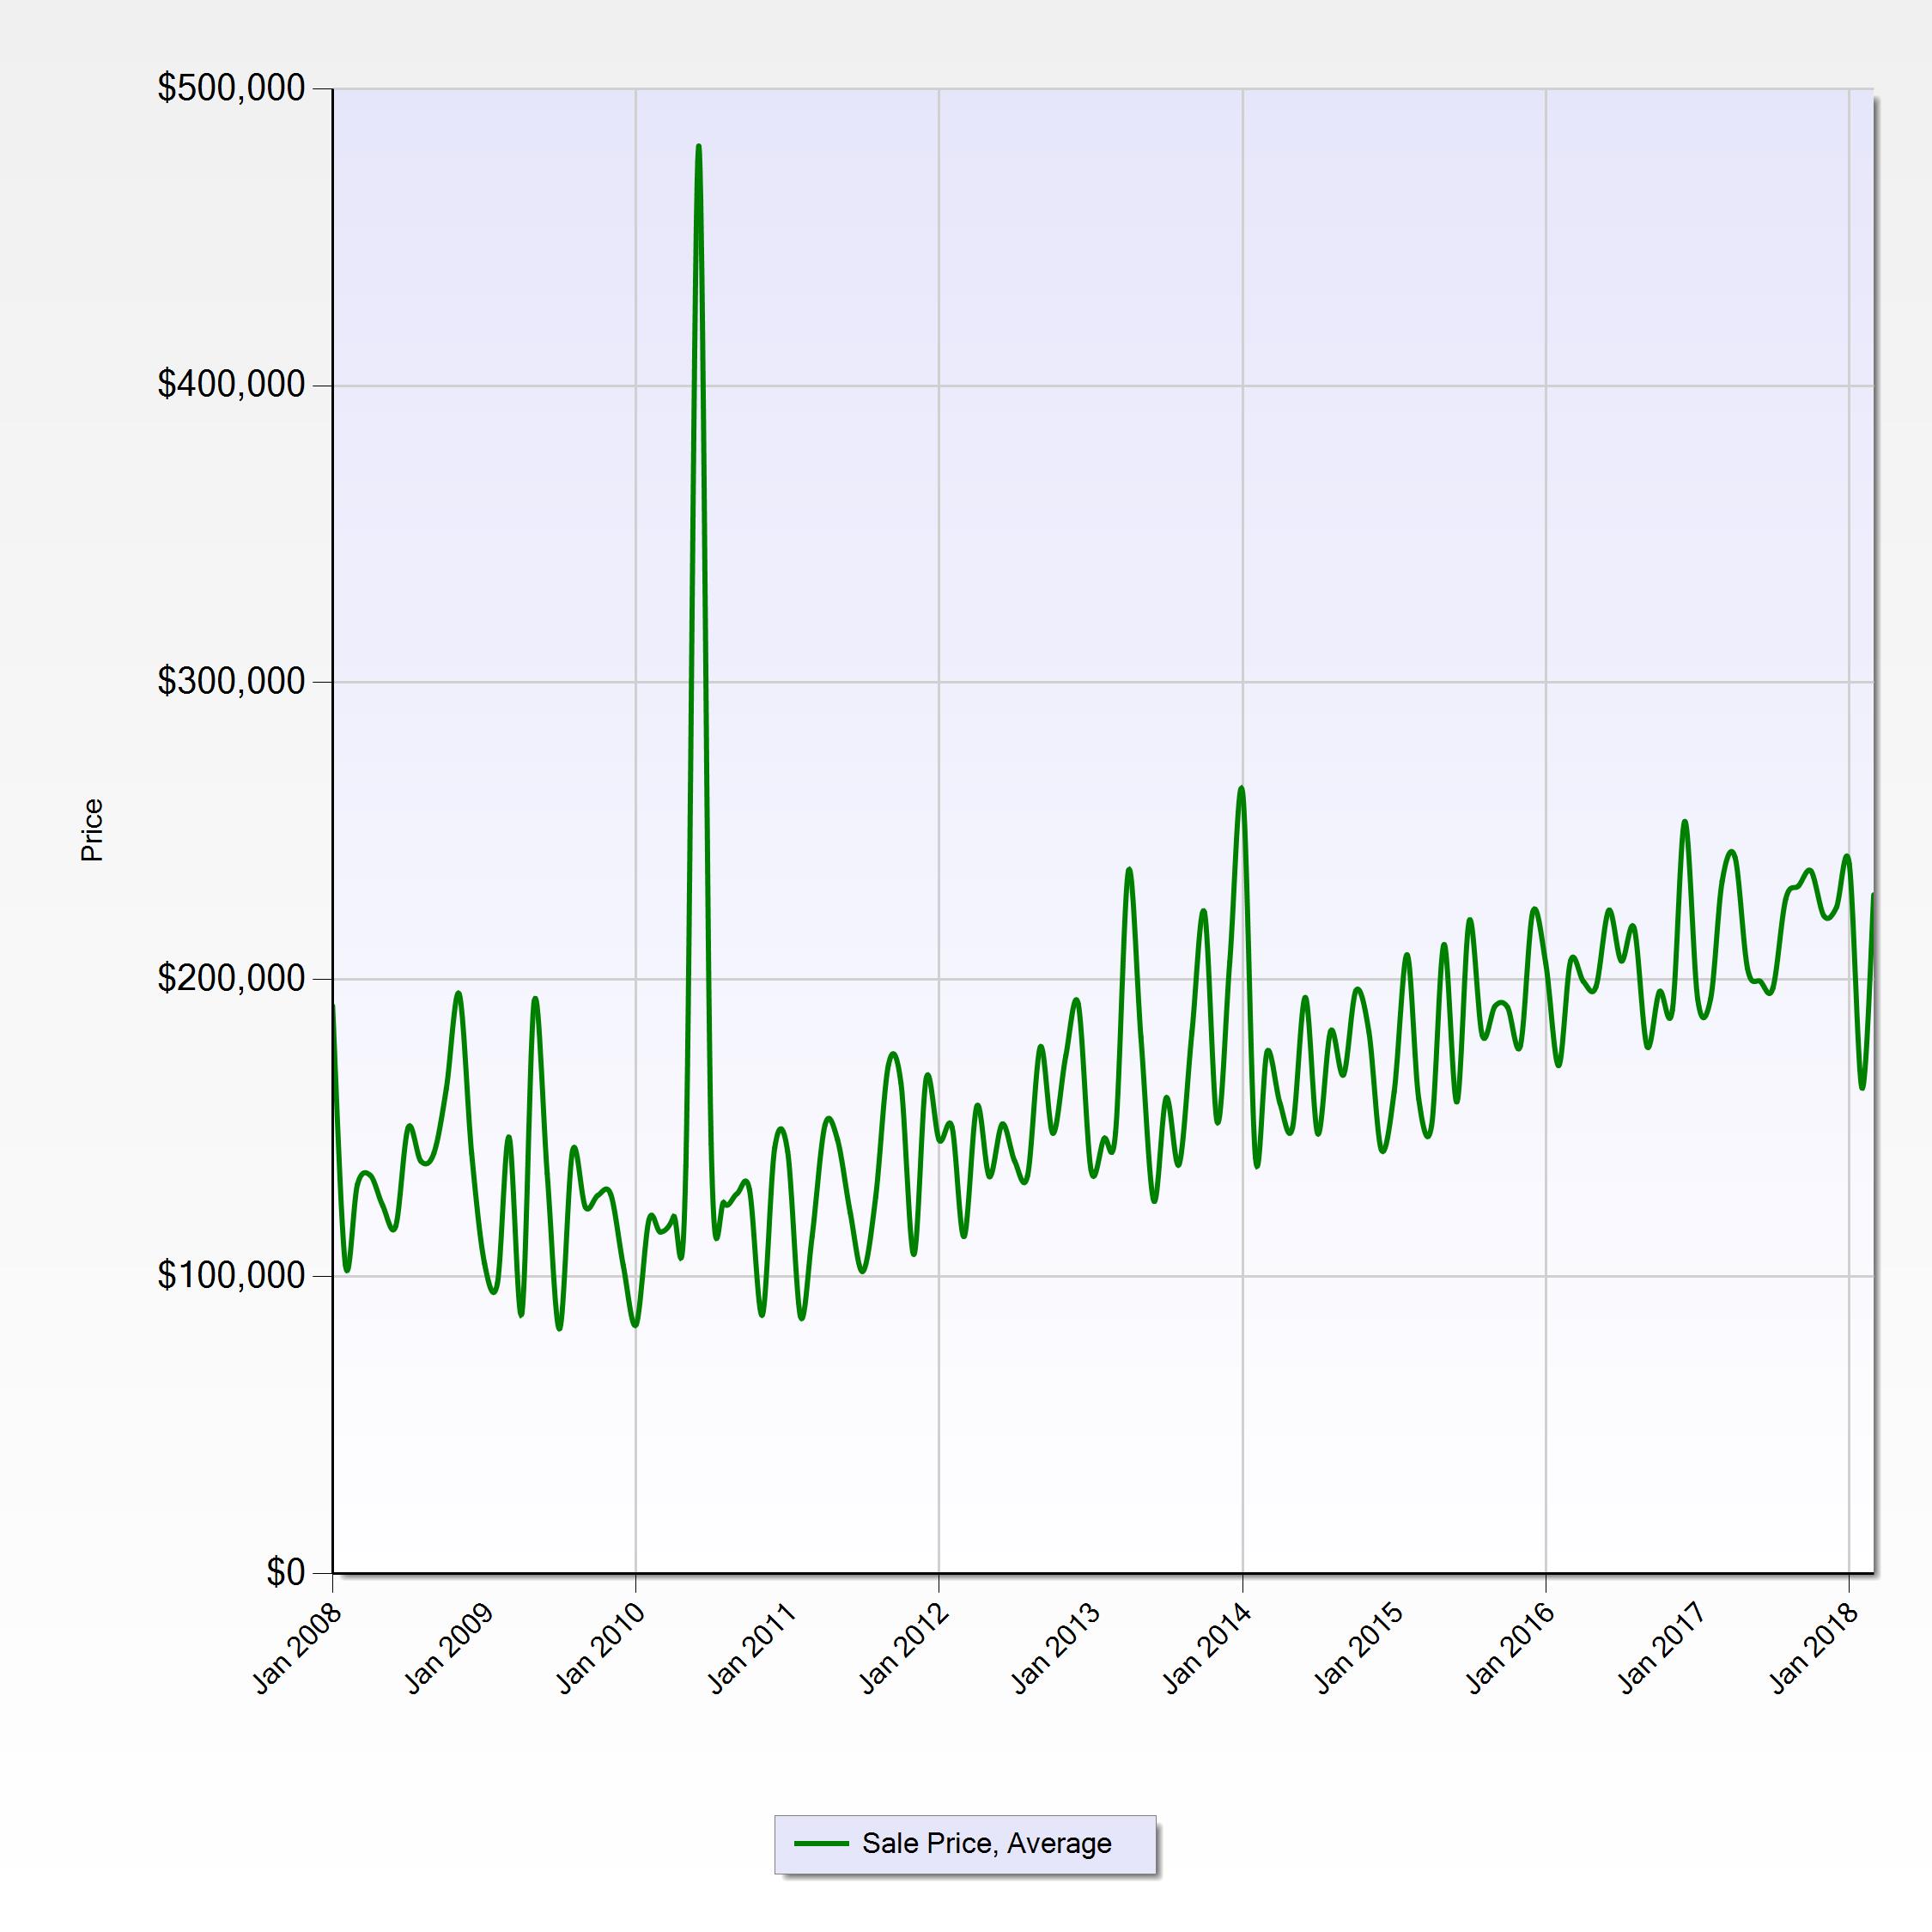 $500,000
$400,000
$300,000
$200,000
$100,000
$0
Price
Jan 2008
Jan 2009
Jan 2010
Jan 2011
Jan 2012
Jan 2013
Jan 2014
Jan 2015
Jan 2016
Jan 2017
Jan 2018
Sale Price, Average